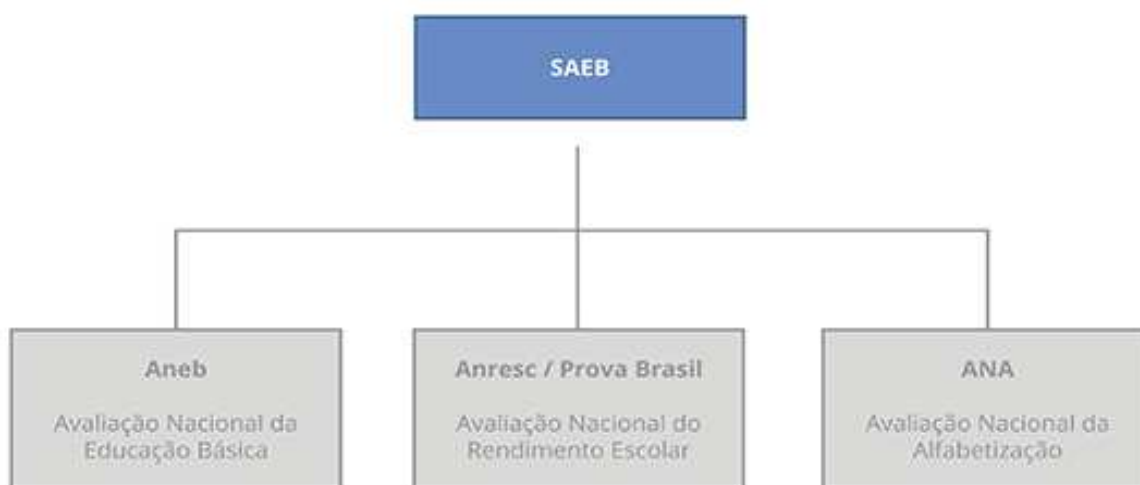 SAEB
Aneb
Avaliação Nacional da
Educação Básica
Anresc / Prova Brasil
Avaliação Nacional do
Rendimento Escolar
ANA
Avaliação Nacional da
Alfabetização